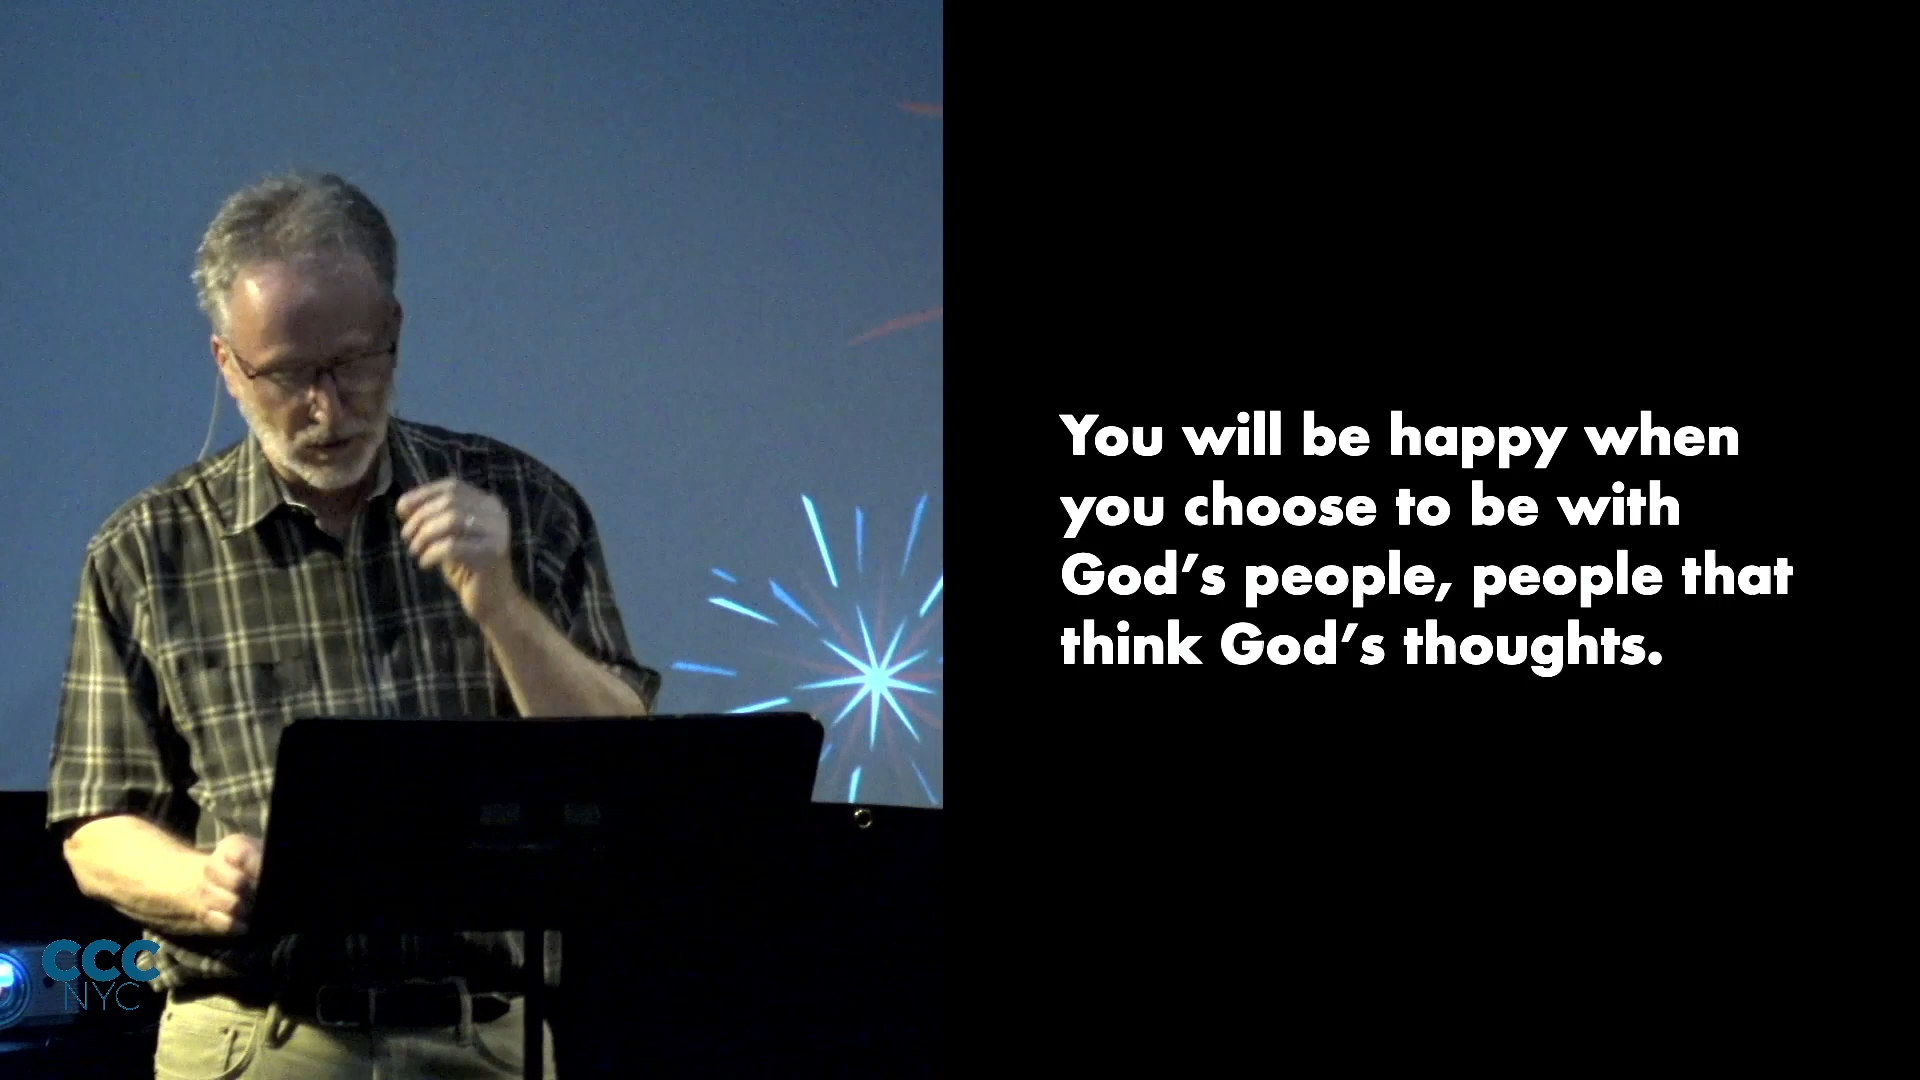 You will be happy when
you choose to be with
God’s people, people that
think God’s thoughts.
CCC
NYC